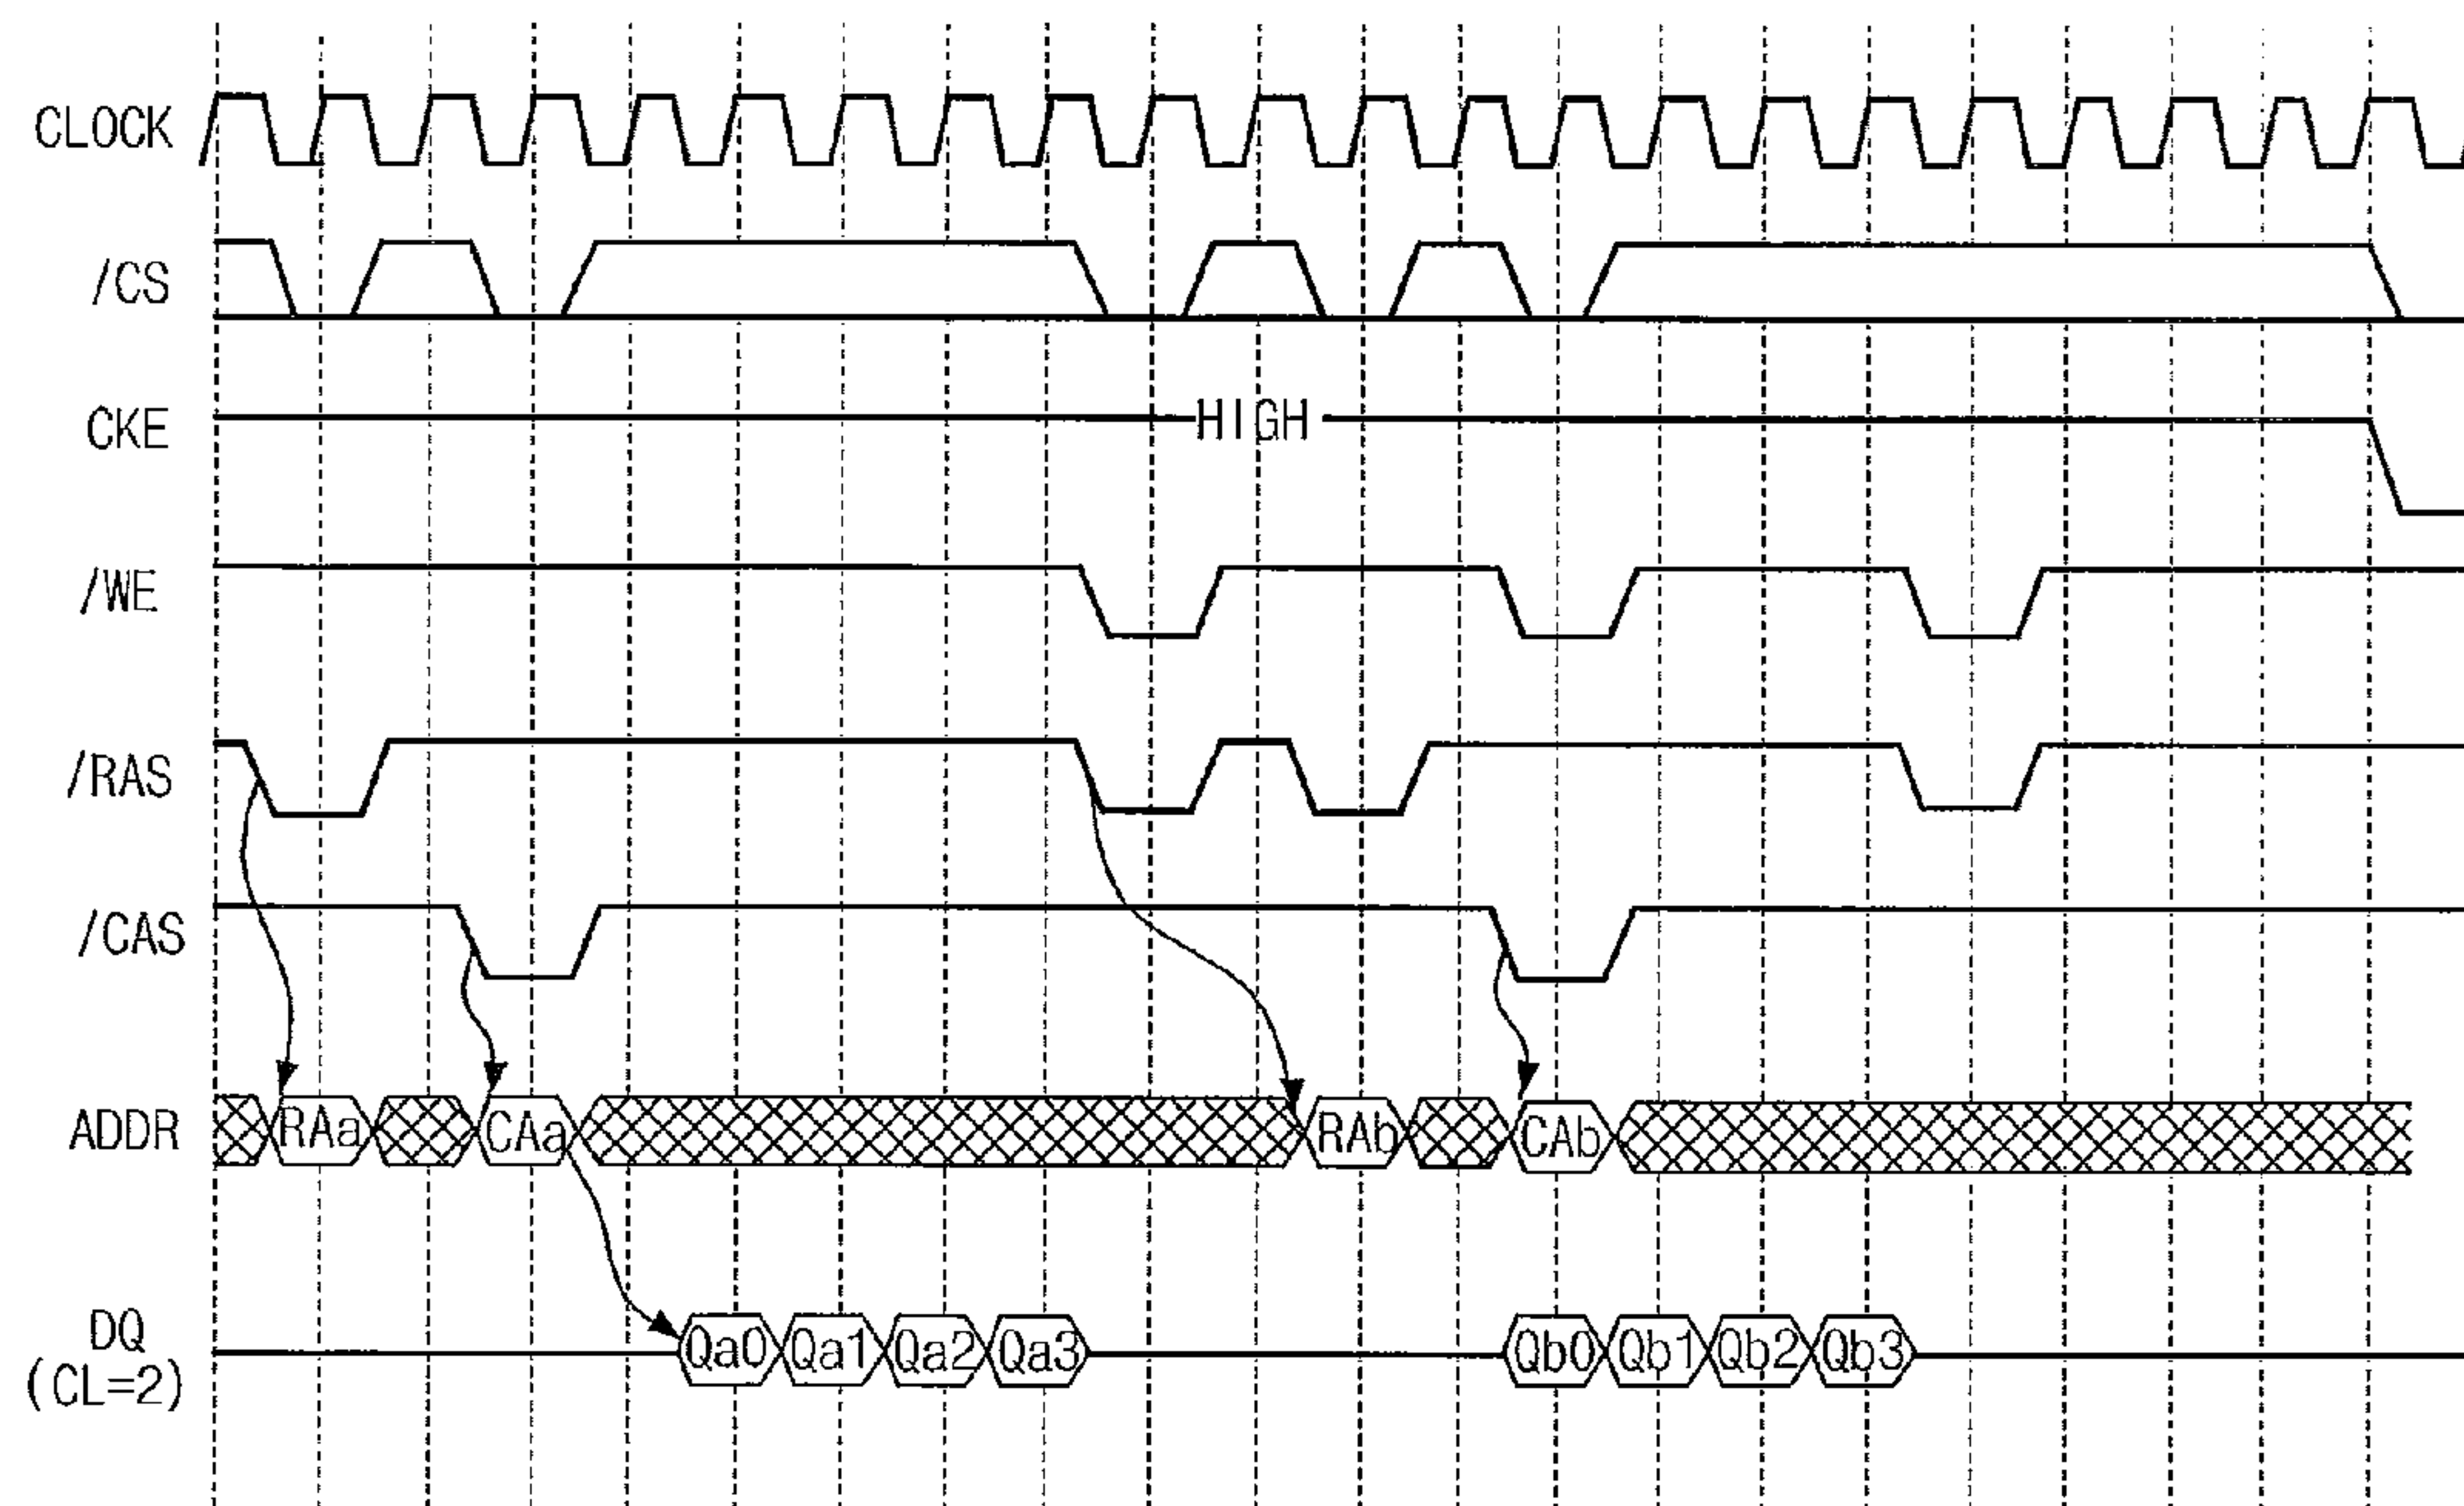 CLOCK
/CS
CKE HIGH
/WE
/RAS
/CAS
ADDR RAa CAa RAb CAb
DQ
(CL=2) Qa0 Qa1 Qa2 Qa3 Qb0 Qb1 Qb2 Qb3